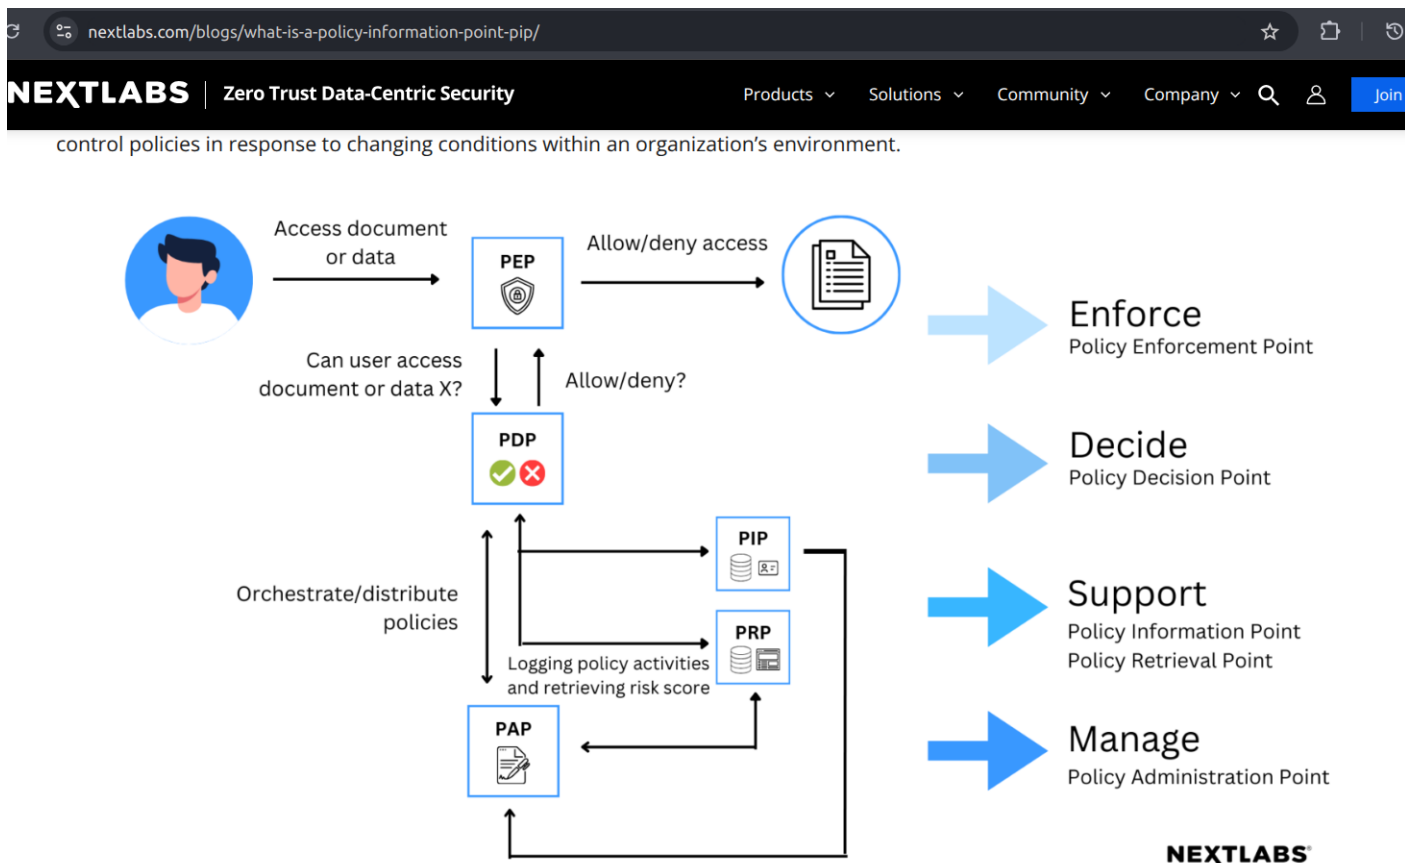 nextlabs.com/blogs/what-is-a-policy-information-point-pip/
NEXTLABS
Zero Trust Data-Centric Security
Products
Solutions
Community
Company
Join
control policies in response to changing conditions within an organization's environment.
Access document
or data
PEP
Allow/deny access
Can user access
document or data X?
Allow/deny?
PDP
Orchestrate/distribute
policies
PIP
PRP
Logging policy activities
and retrieving risk score
PAP
Enforce
Policy Enforcement Point
Decide
Policy Decision Point
Support
Policy Information Point
Policy Retrieval Point
Manage
Policy Administration Point
NEXTLABS®